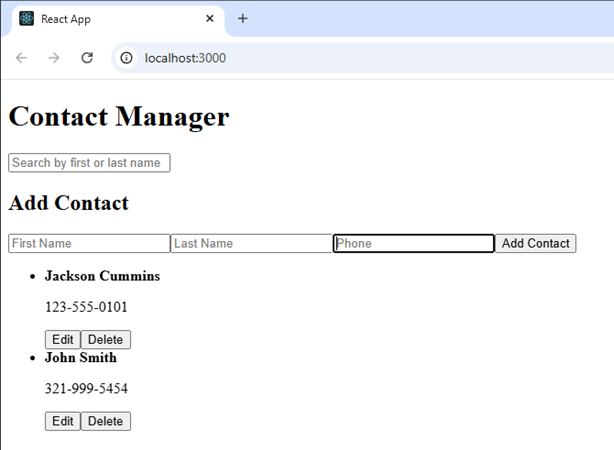 React App
localhost:3000
Contact Manager
Search by first or last name
Add Contact
First Name Last Name Phone Add Contact
Jackson Cummins
123-555-0101
Edit Delete
John Smith
321-999-5454
Edit Delete